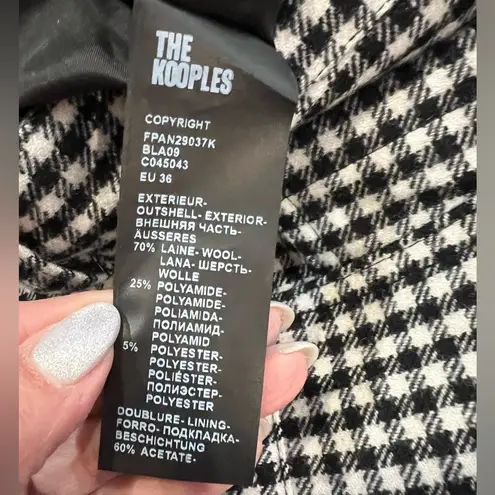 THE
KOOPLES
COPYRIGHT
FPAN29037K
BLA09
C045043
EU 36
EXTERIEUR-
OUTSHELL- EXTERIOR-
ВНЕШНЯЯ ЧАСТЬ-
ÄUSSERES
70% LAINE- WOOL-
LANA- ШЕРСТЬ-
WOLLE
25% POLYAMIDE-
POLYAMIDE-
POLIAMIDA-
ПОЛИАМИД-
POLYAMID
5% POLYESTER-
POLYESTER-
POLIÉSTER-
ПОЛИЭСТЕР-
POLYESTER
DOUBLURE- LINING-
FORRO- ПОДКЛАДКА-
BESCHICHTUNG
60% ACETATE-